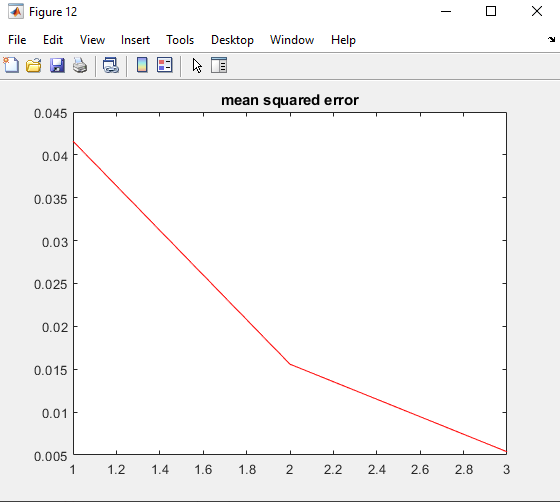 Figure 12
File Edit View Insert Tools Desktop Window Help
mean squared error
0.045
0.04
0.035
0.03
0.025
0.02
0.015
0.01
0.005
1 1.2 1.4 1.6 1.8 2 2.2 2.4 2.6 2.8 3